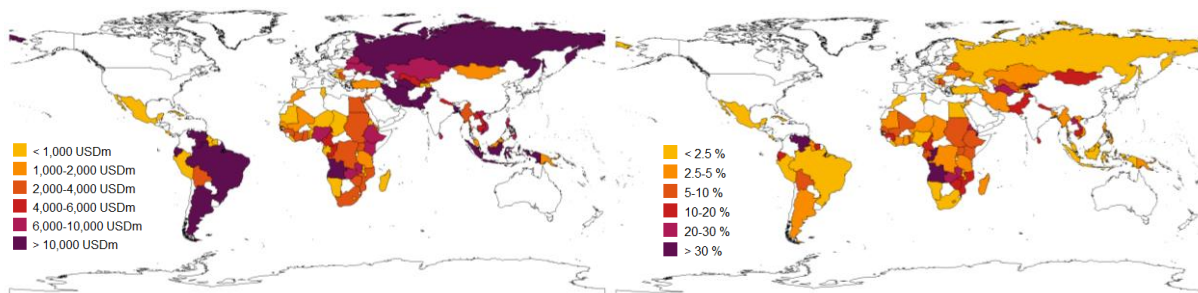 < 1,000 USDm
1,000-2,000 USDm
2,000-4,000 USDm
4,000-6,000 USDm
6,000-10,000 USDm
> 10,000 USDm
< 2.5 %
2.5-5 %
5-10 %
10-20 %
20-30 %
> 30 %